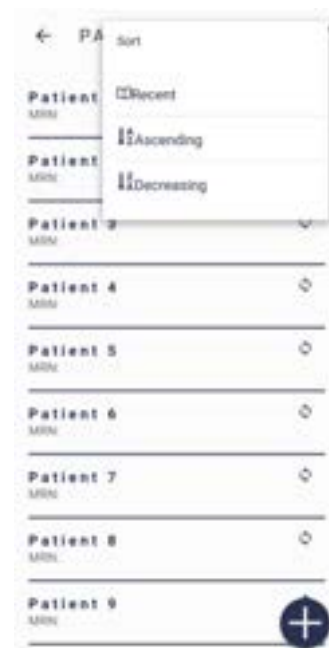 PA
Sort
Recent
Ascending
Decreasing
Patient
MRN:
Patient
MRN:
Patient 3
MRN:
Patient 4
MRN:
Patient 5
MRN:
Patient 6
MRN:
Patient 7
MRN:
Patient 8
MRN:
Patient 9
MRN: